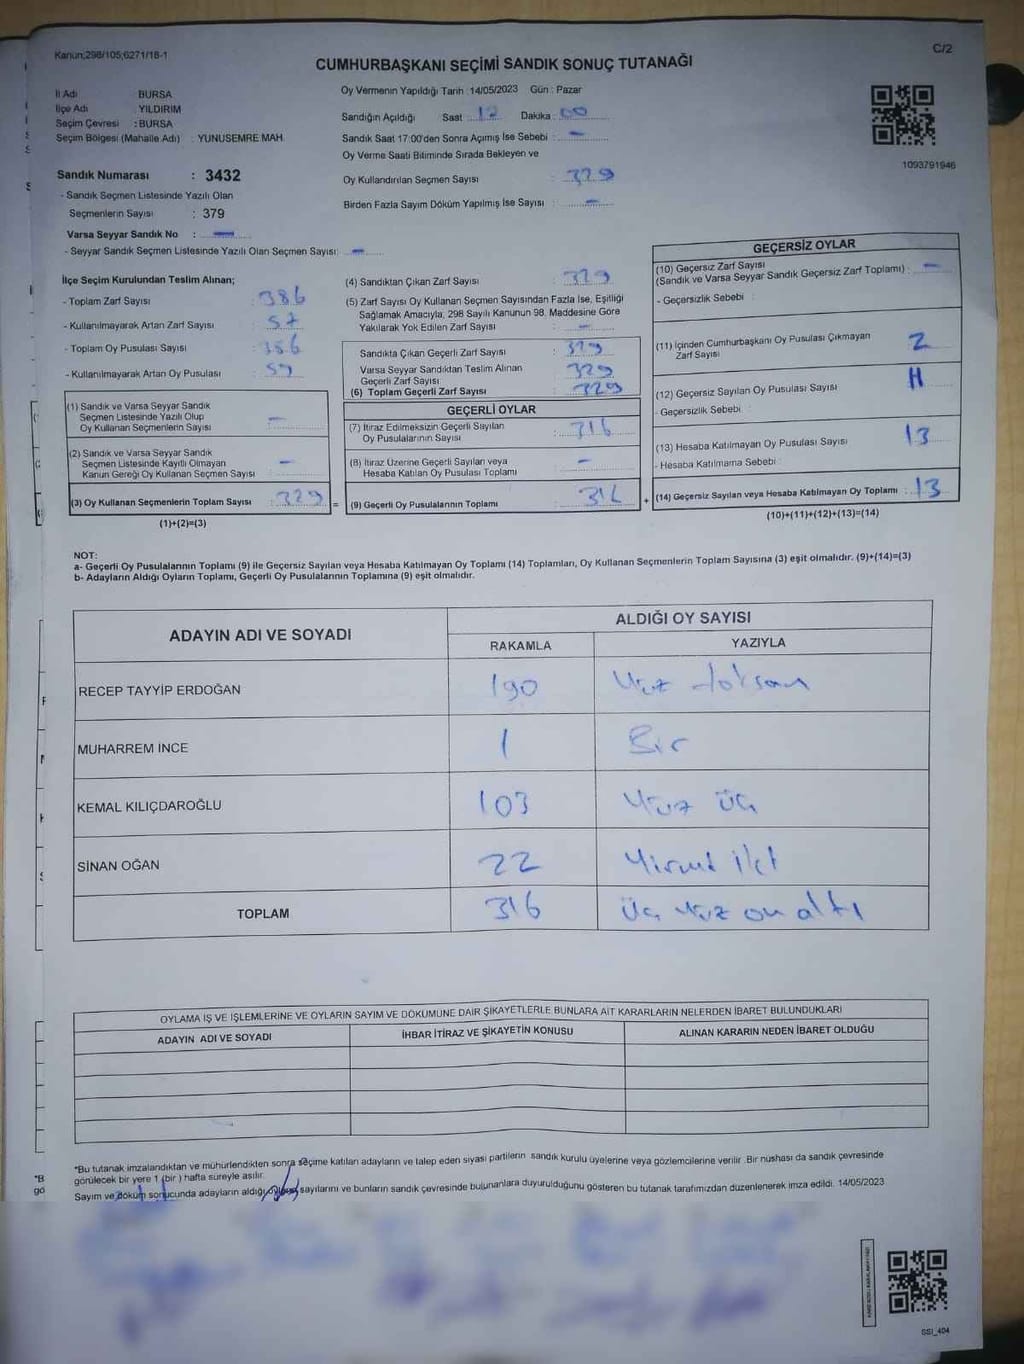 Kanun;298/105;6271/18-1
C/2
CUMHURBAŞKANI SEÇİMİ SANDIK SONUÇ TUTANAĞI
İl Adı BURSA
İlçe Adı : YILDIRIM
Seçim Çevresi : BURSA
Seçim Bölgesi (Mahalle Adı) : YUNUSEMRE MAH.
Oy Vermenin Yapıldığı Tarih :14/05/2023 Gün : Pazar
Sandığın Açıldığı Saat : 17 Dakika : 00
Sandık Saat 17:00'den Sonra Açımış İse Sebebi : -
Oy Verme Saati Bitiminde Sırada Bekleyen ve
Oy Kullandırılan Seçmen Sayısı : 329
Birden Fazla Sayım Döküm Yapılmış İse Sayısı : -
1093791946
Sandık Numarası : 3432
- Sandık Seçmen Listesinde Yazılı Olan
Seçmenlerin Sayısı : 379
Varsa Seyyar Sandık No : -
- Seyyar Sandık Seçmen Listesinde Yazılı Olan Seçmen Sayısı: -
İlçe Seçim Kurulundan Teslim Alınan;
- Toplam Zarf Sayısı : 386
- Kullanılmayarak Artan Zarf Sayısı : 57
- Toplam Oy Pusulası Sayısı : 386
- Kullanılmayarak Artan Oy Pusulası : 57
(1) Sandık ve Varsa Seyyar Sandık
Seçmen Listesinde Yazılı Olup
Oy Kullanan Seçmenlerin Sayısı : -
(2) Sandık ve Varsa Seyyar Sandık
Seçmen Listesinde Kayıtlı Olmayan
Kanun Gereği Oy Kullanan Seçmen Sayısı : -
(3) Oy Kullanan Seçmenlerin Toplam Sayısı : 329 =
(1)+(2)=(3)
(4) Sandıktan Çıkan Zarf Sayısı : 329
(5) Zarf Sayısı Oy Kullanan Seçmen Sayısından Fazla İse, Eşitliği
Sağlamak Amacıyla, 298 Sayılı Kanunun 98. Maddesine Göre
Yakılarak Yok Edilen Zarf Sayısı : -
Sandıkta Çıkan Geçerli Zarf Sayısı : 329
Varsa Seyyar Sandıktan Teslim Alınan
Geçerli Zarf Sayısı : 329
(6) Toplam Geçerli Zarf Sayısı : 329
GEÇERLİ OYLAR
(7) İtiraz Edilmeksizin Geçerli Sayılan
Oy Pusulalarının Sayısı : 316
(8) İtiraz Üzerine Geçerli Sayılan veya
Hesaba Katılan Oy Pusulası Toplamı : -
(9) Geçerli Oy Pusulalarının Toplamı : 316 +
GEÇERSİZ OYLAR
(10) Geçersiz Zarf Sayısı
(Sandık ve Varsa Seyyar Sandık Geçersiz Zarf Toplamı) : -
- Geçersizlik Sebebi :
(11) İçinden Cumhurbaşkanı Oy Pusulası Çıkmayan
Zarf Sayısı : 2
(12) Geçersiz Sayılan Oy Pusulası Sayısı : 11
- Geçersizlik Sebebi
(13) Hesaba Katılmayan Oy Pusulası Sayısı : 13
- Hesaba Katılmama Sebebi :
(14) Geçersiz Sayılan veya Hesaba Katılmayan Oy Toplamı : 13
(10)+(11)+(12)+(13)=(14)
NOT:
a- Geçerli Oy Pusulalarının Toplamı (9) ile Geçersiz Sayılan veya Hesaba Katılmayan Oy Toplamı (14) Toplamları, Oy Kullanan Seçmenlerin Toplam Sayısına (3) eşit olmalıdır. (9)+(14)=(3)
b- Adayların Aldığı Oyların Toplamı, Geçerli Oy Pusulalarının Toplamına (9) eşit olmalıdır.
ADAYIN ADI VE SOYADI ALDIĞI OY SAYISI
RAKAMLA YAZIYLA
RECEP TAYYİP ERDOĞAN 190 Yüz doksan
MUHARREM İNCE 1 Bir
KEMAL KILIÇDAROĞLU 103 Yüz üç
SİNAN OĞAN 22 Yirmi iki
TOPLAM 316 Üç yüz on altı
OYLAMA İŞ VE İŞLEMLERİNE VE OYLARIN SAYIM VE DÖKÜMÜNE DAİR ŞİKAYETLERLE BUNLARA AİT KARARLARIN NELERDEN İBARET BULUNDUKLARI
ADAYIN ADI VE SOYADI İHBAR İTİRAZ VE ŞİKAYETİN KONUSU ALINAN KARARIN NEDEN İBARET OLDUĞU
*Bu tutanak imzalandıktan ve mühürlendikten sonra seçime katılan adayların ve talep eden siyasi partilerin sandık kurulu üyelerine veya gözlemcilerine verilir .Bir nüshası da sandık çevresinde
görülecek bir yere 1 (bir ) hafta süreyle asılır.
Sayım ve döküm sonucunda adayların aldığı sayılarını ve bunların sandık çevresinde bulunanlara duyurulduğunu gösteren bu tutanak tarafımızdan düzenlenerek imza edildi. 14/05/2023
SSI_404